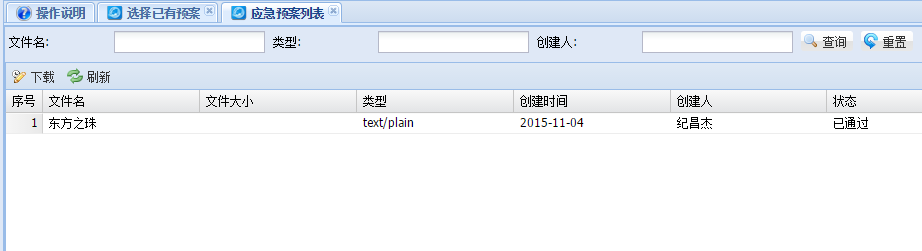 操作说明 选择已有预案 应急预案列表
文件名: 类型: 创建人: 查询 重置
下载 刷新
序号 文件名 文件大小 类型 创建时间 创建人 状态
1 东方之珠 text/plain 2015-11-04 纪昌杰 已通过